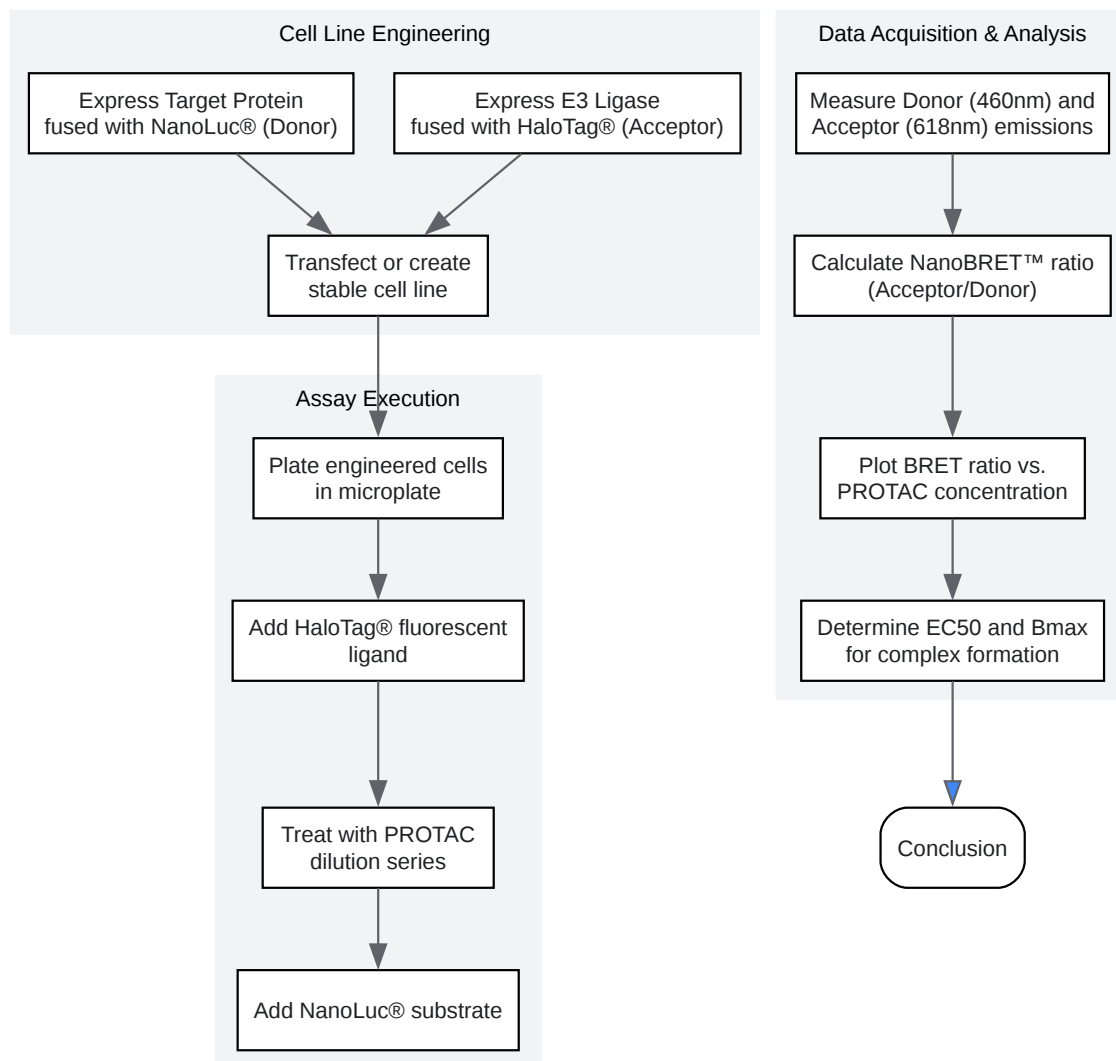 Cell Line Engineering
Express Target Protein
fused with NanoLuc® (Donor)
Express E3 Ligase
fused with HaloTag® (Acceptor)
Transfect or create
stable cell line
Assay Execution
Plate engineered cells
in microplate
Add HaloTag® fluorescent
ligand
Treat with PROTAC
dilution series
Add NanoLuc® substrate
Data Acquisition & Analysis
Measure Donor (460nm) and
Acceptor (618nm) emissions
Calculate NanoBRET™ ratio
(Acceptor/Donor)
Plot BRET ratio vs.
PROTAC concentration
Determine EC50 and Bmax
for complex formation
Conclusion